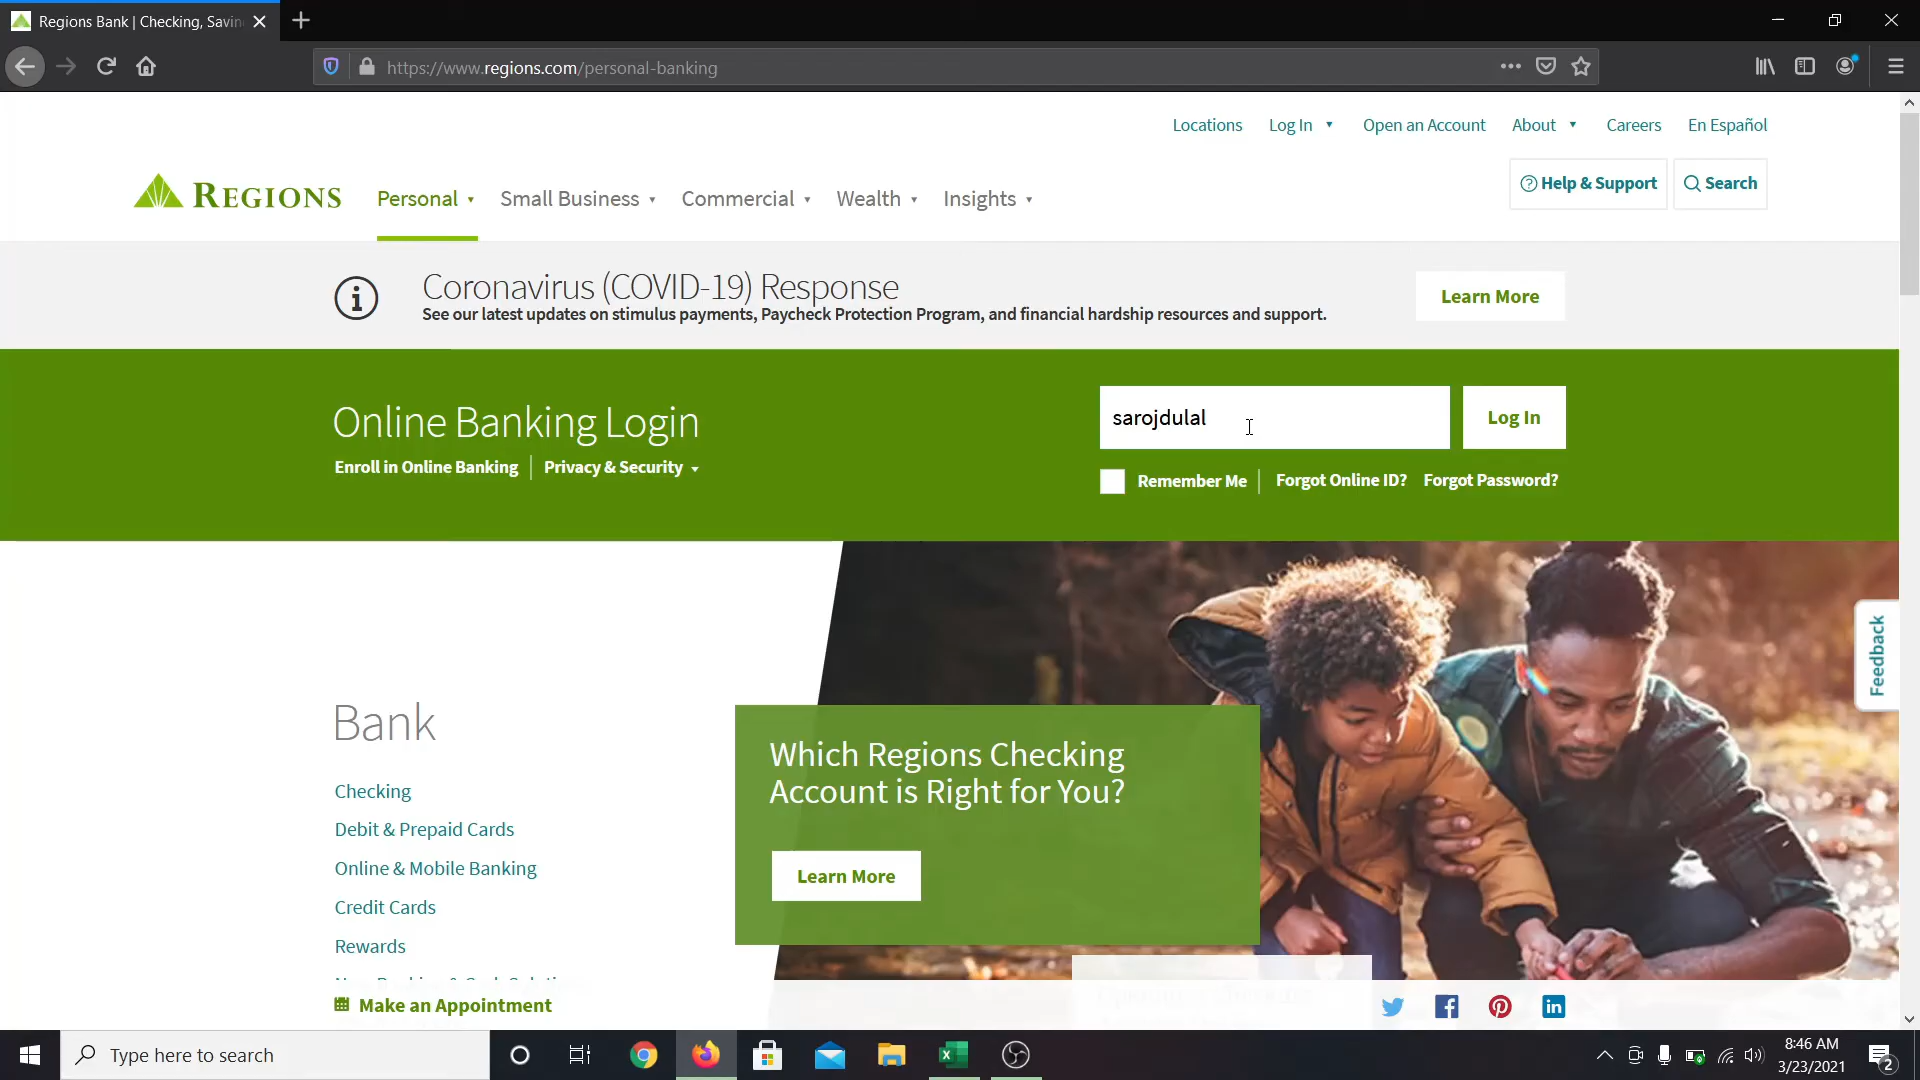 Regions Bank | Checking, Savin
https://www.regions.com/personal-banking
Locations Log In Open an Account About Careers En Español
REGIONS Personal Small Business Commercial Wealth Insights
Help & Support Search
Coronavirus (COVID-19) Response
See our latest updates on stimulus payments, Paycheck Protection Program, and financial hardship resources and support.
Learn More
Online Banking Login
sarojdulal
Log In
Enroll in Online Banking Privacy & Security
Remember Me Forgot Online ID? Forgot Password?
Feedback
Bank
Which Regions Checking
Account is Right for You?
Learn More
Checking
Debit & Prepaid Cards
Online & Mobile Banking
Credit Cards
Rewards
Make an Appointment
Type here to search
8:46 AM
3/23/2021
2